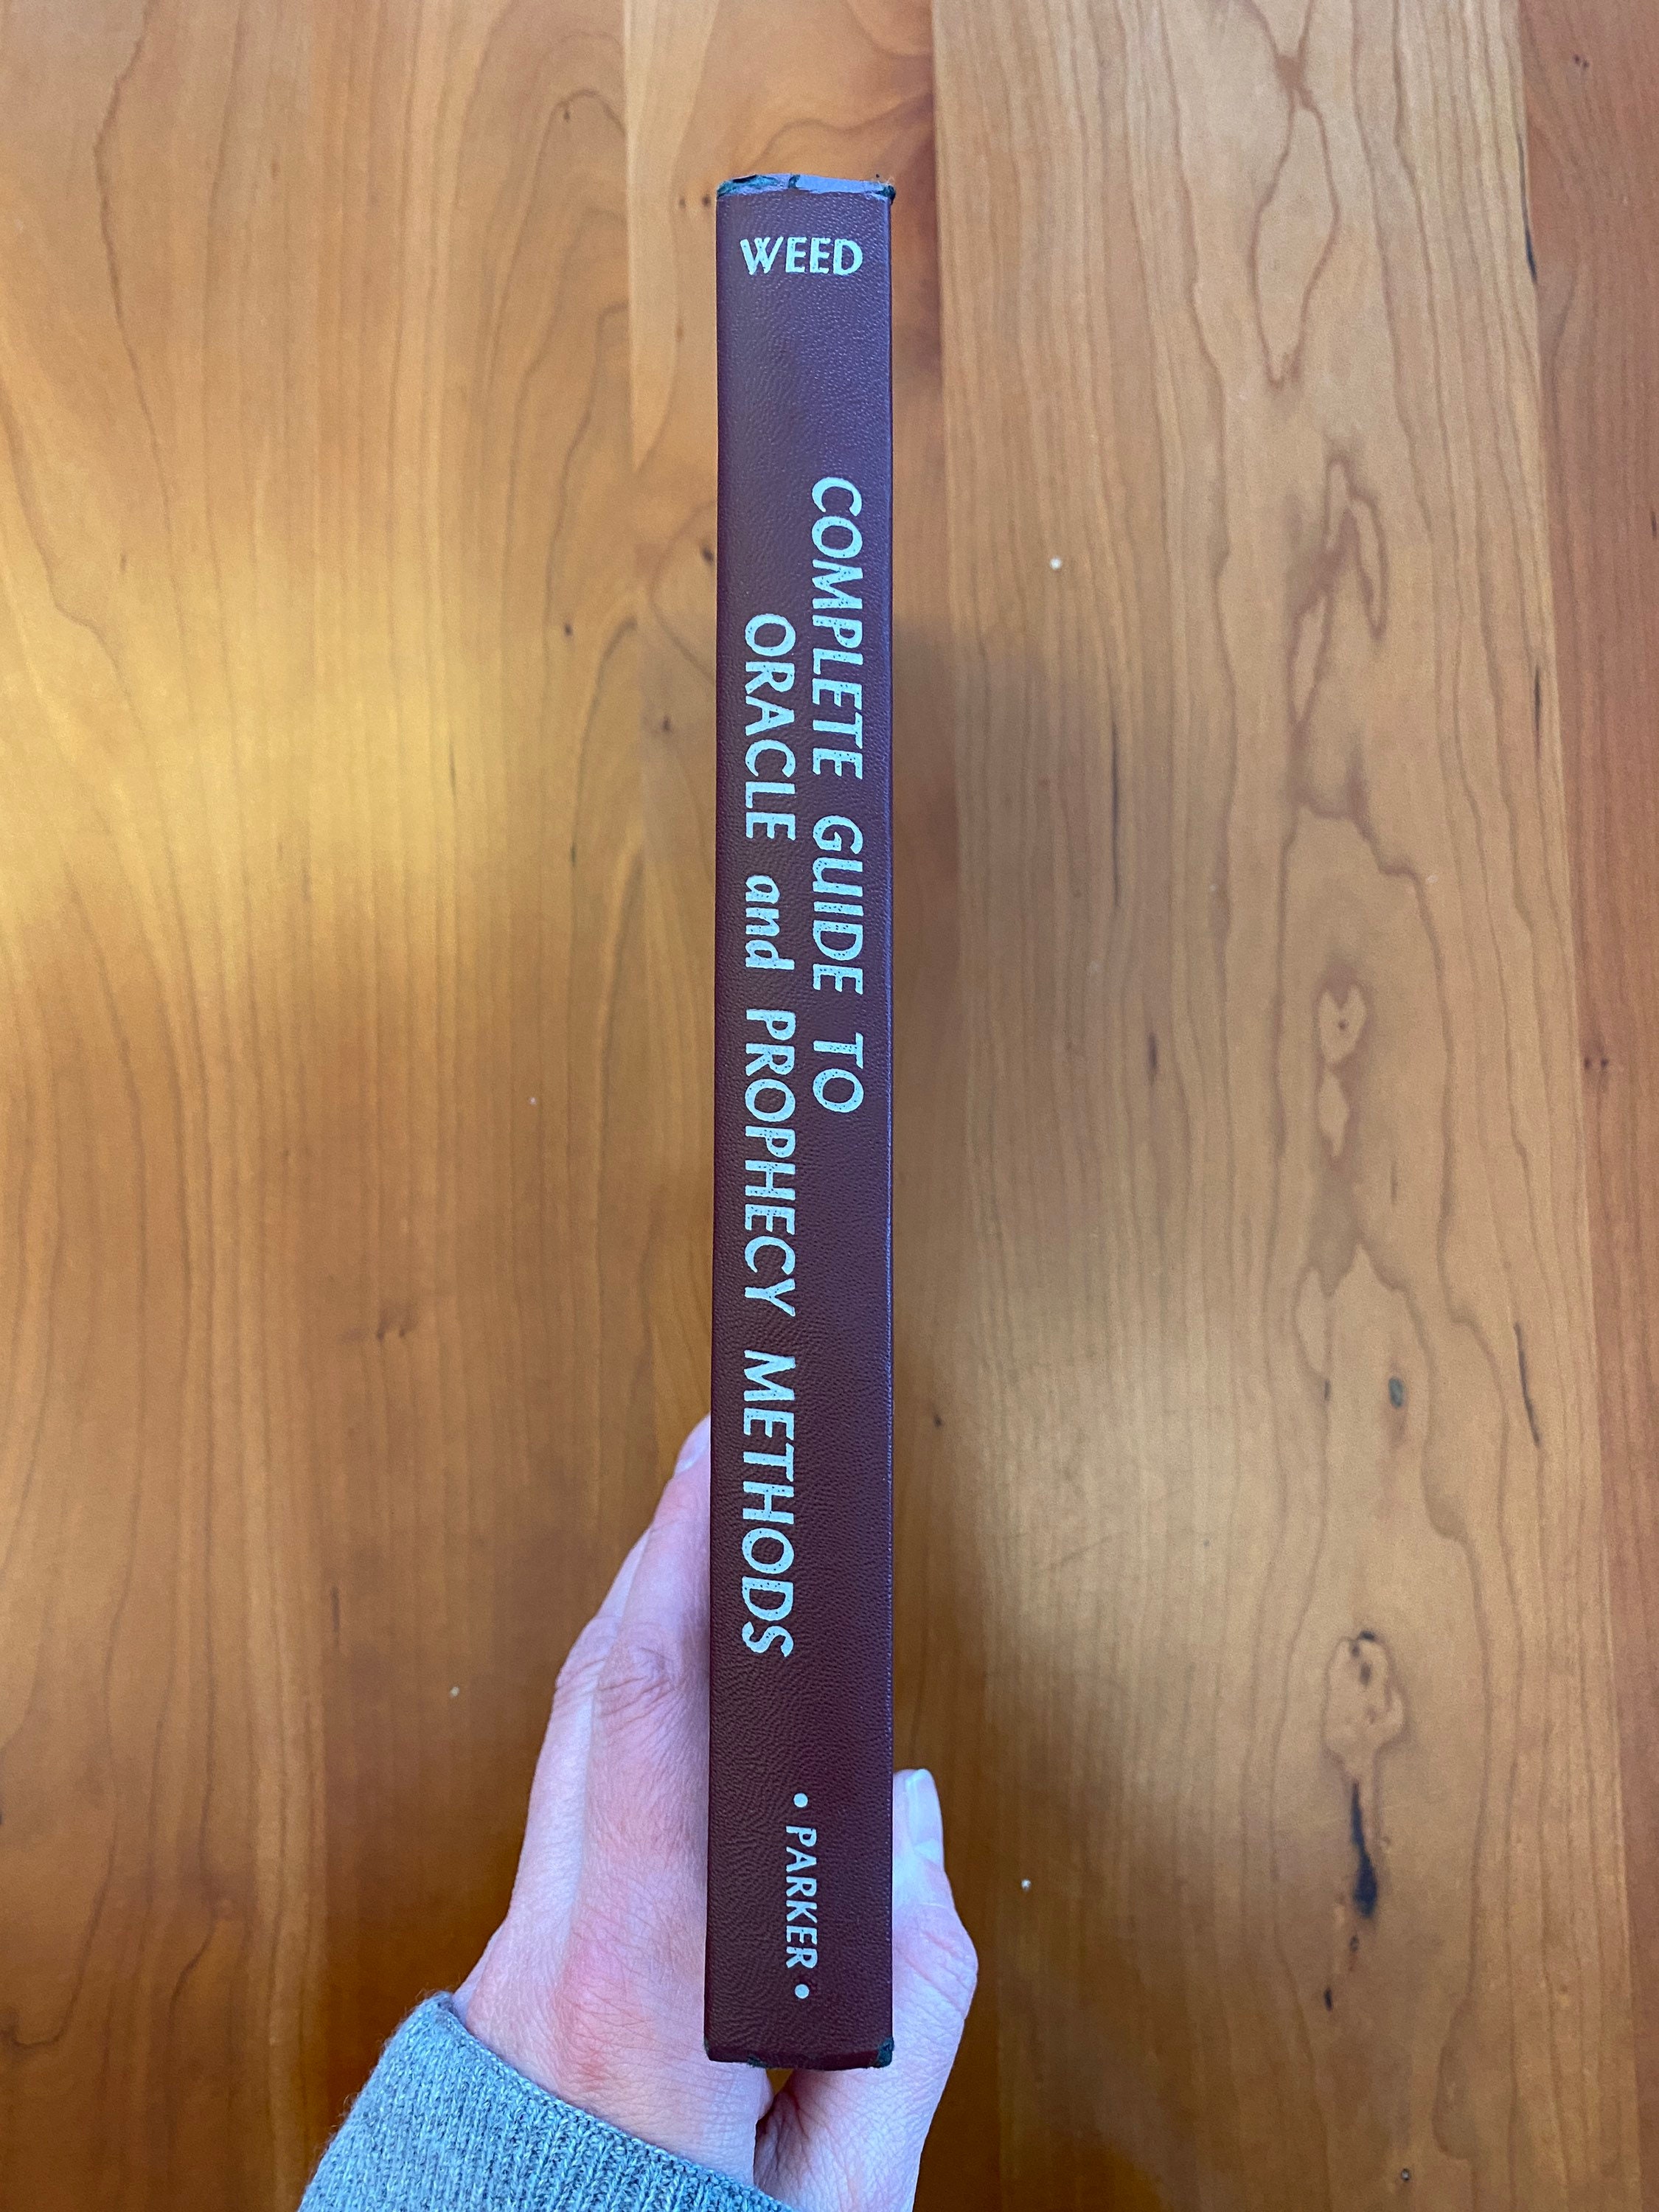 WEED
COMPLETE GUIDE TO
ORACLE and PROPHECY METHODS
• PARKER •